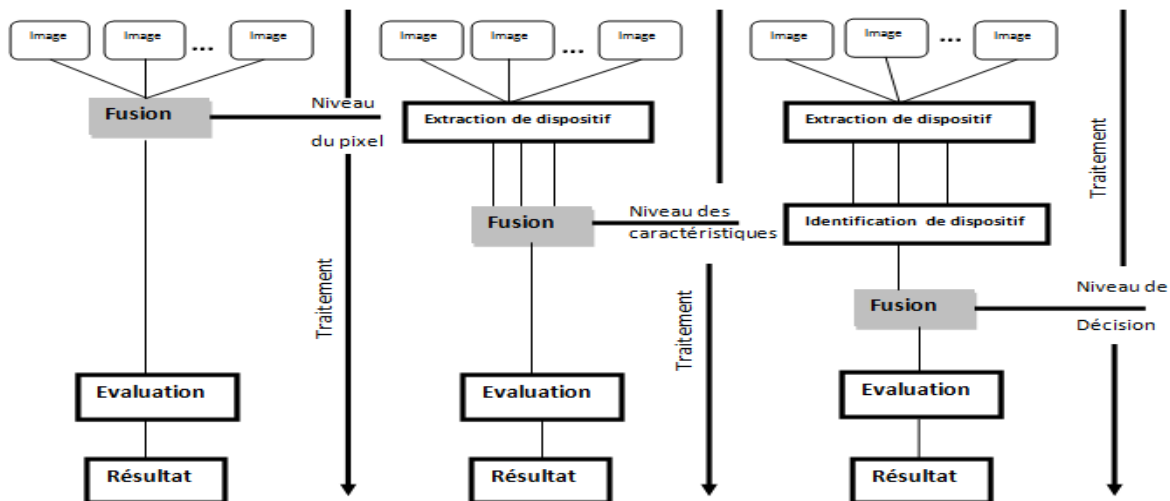 Image
Image
...
Image
Fusion
Niveau
du pixel
Traitement
Evaluation
Résultat
Image
Image
...
Image
Extraction de dispositif
Fusion
Niveau des
caractéristiques
Traitement
Evaluation
Résultat
Image
Image
...
Image
Extraction de dispositif
Traitement
Identification de dispositif
Fusion
Niveau de
Décision
Evaluation
Résultat